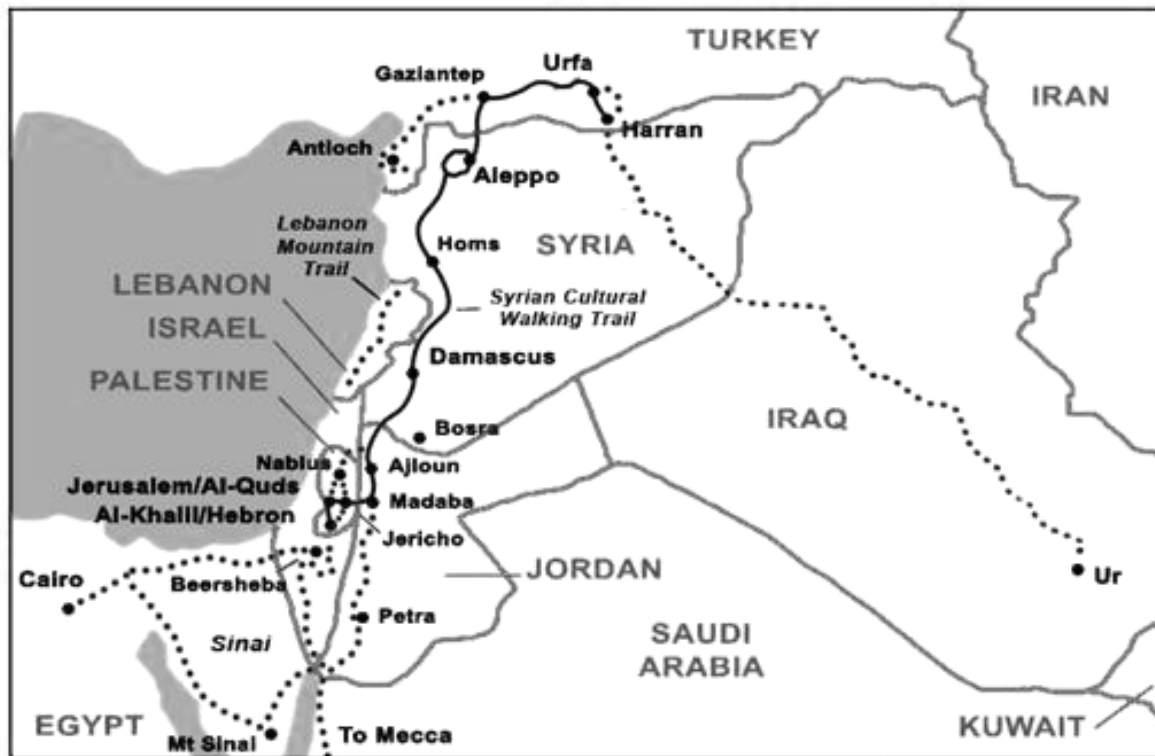 TURKEY
Urfa
Gaziantep
IRAN
Harran
Antioch
Aleppo
Lebanon
Mountain
Trail
Homs
SYRIA
LEBANON
Syrian Cultural
Walking Trail
ISRAEL
Damascus
PALESTINE
IRAQ
Bosra
Nablus
Ajloun
Jerusalem/Al-Quds
Madaba
Al-Khalil/Hebron
Jericho
Cairo
Beersheba
JORDAN
Ur
Petra
Sinai
SAUDI
ARABIA
EGYPT
Mt Sinai
To Mecca
KUWAIT